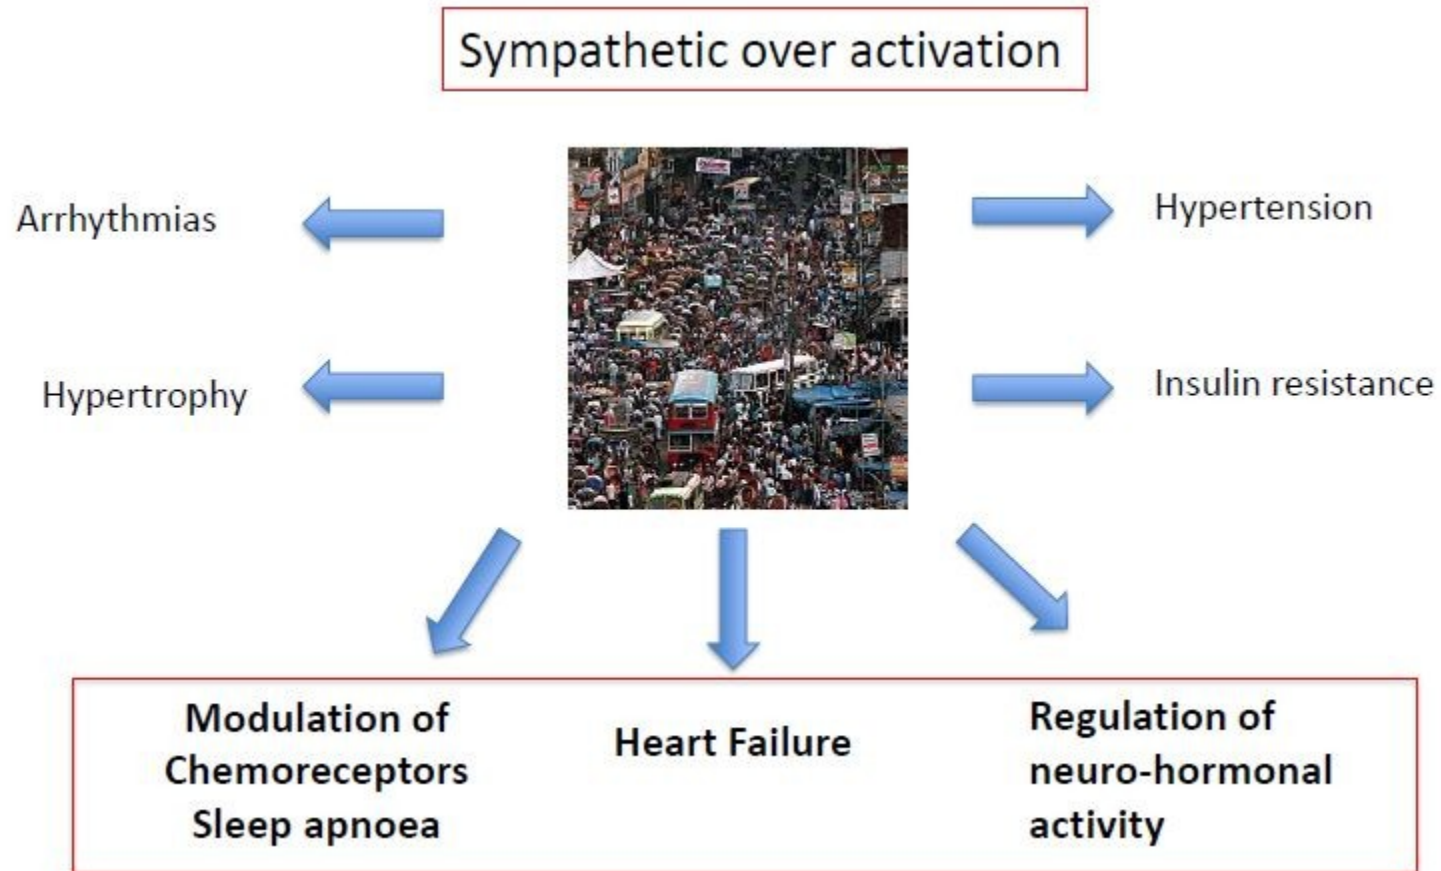 Sympathetic over activation
Arrhythmias
Hypertension
Hypertrophy
Insulin resistance
Modulation of
Chemoreceptors
Sleep apnoea
Heart Failure
Regulation of
neuro-hormonal
activity